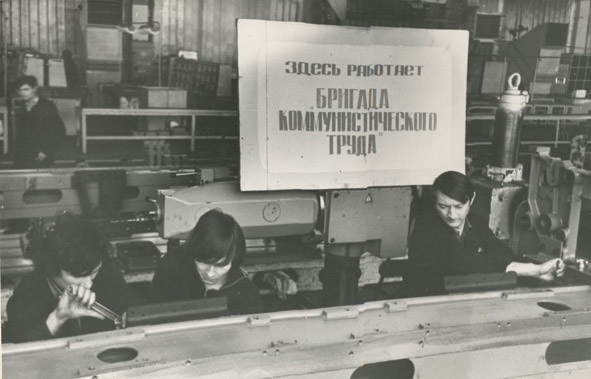 ЗДЕСЬ РАБОТАЕТ
„БРИГАДА
КОММУНИСТИЧЕСКОГО
ТРУДА"